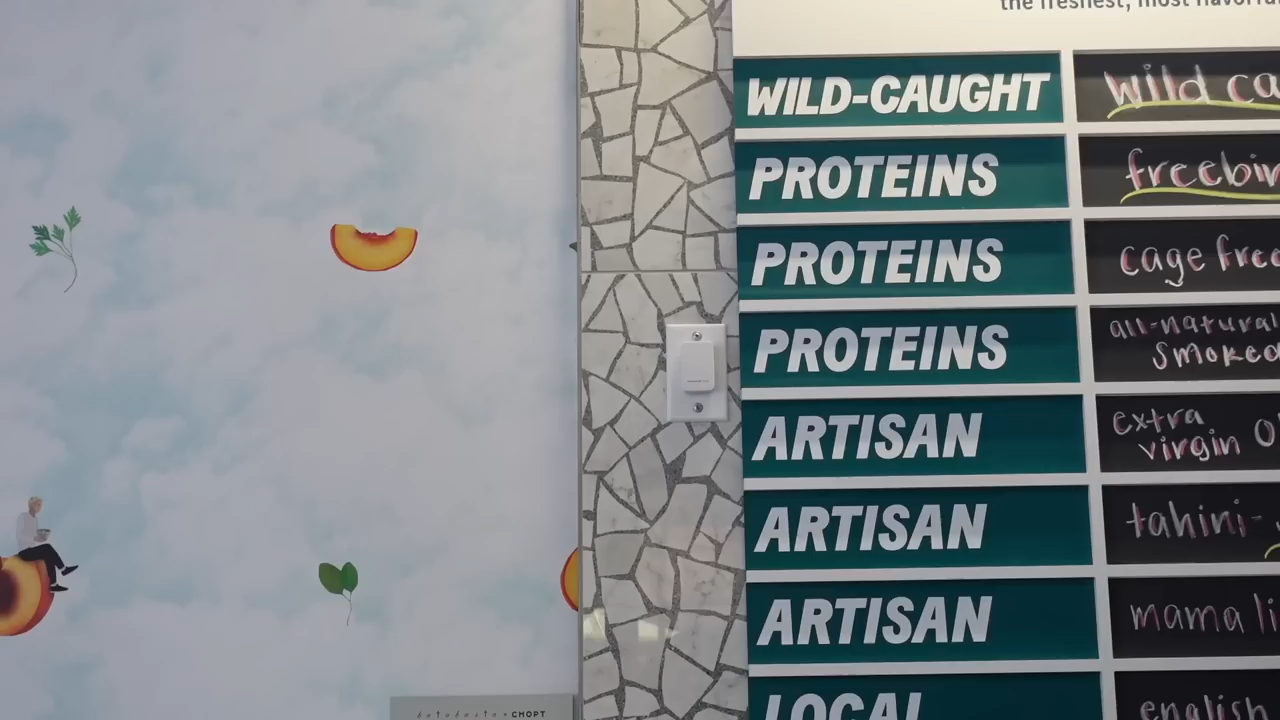 the freshest, most flavorful
WILD-CAUGHT
wild ca
PROTEINS
freebir
PROTEINS
cage free
PROTEINS
all-natural
smoked
ARTISAN
extra
virgin o
ARTISAN
tahini-
ARTISAN
mama li
LOCAL
english
CHOPT